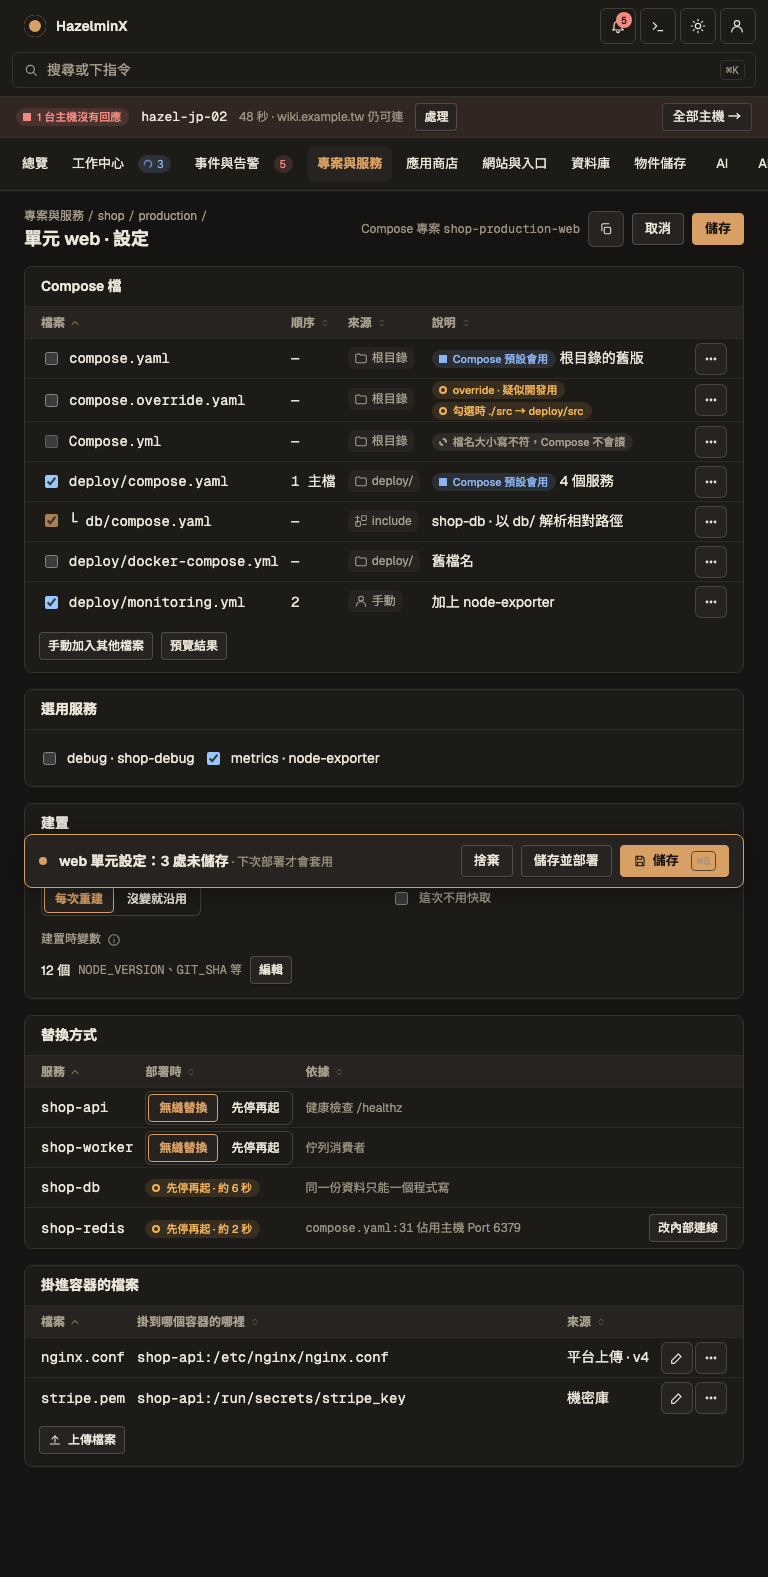 HazelminX
5
搜尋或下指令
⌘K
1 台主機沒有回應 hazel-jp-02 48 秒 · wiki.example.tw 仍可連 處理 全部主機 →
總覽 工作中心 3 事件與告警 5 專案與服務 應用商店 網站與入口 資料庫 物件儲存 AI
專案與服務 / shop / production /
單元 web · 設定
Compose 專案 shop-production-web 取消 儲存
Compose 檔
檔案 順序 來源 說明
compose.yaml — 根目錄 Compose 預設會用 根目錄的舊版
compose.override.yaml — 根目錄 override · 疑似開發用
勾選時 ./src → deploy/src
Compose.yml — 根目錄 檔名大小寫不符，Compose 不會讀
deploy/compose.yaml 1 主檔 deploy/ Compose 預設會用 4 個服務
└ db/compose.yaml — include shop-db · 以 db/ 解析相對路徑
deploy/docker-compose.yml — deploy/ 舊檔名
deploy/monitoring.yml 2 手動 加上 node-exporter
手動加入其他檔案 預覽結果
選用服務
debug · shop-debug metrics · node-exporter
建置
web 單元設定：3 處未儲存 · 下次部署才會套用 捨棄 儲存並部署 儲存 ⌘S
每次重建 沒變就沿用 這次不用快取
建置時變數
12 個 NODE_VERSION、GIT_SHA 等 編輯
替換方式
服務 部署時 依據
shop-api 無縫替換 先停再起 健康檢查 /healthz
shop-worker 無縫替換 先停再起 佇列消費者
shop-db 先停再起 · 約 6 秒 同一份資料只能一個程式寫
shop-redis 先停再起 · 約 2 秒 compose.yaml:31 佔用主機 Port 6379 改內部連線
掛進容器的檔案
檔案 掛到哪個容器的哪裡 來源
nginx.conf shop-api:/etc/nginx/nginx.conf 平台上傳 · v4
stripe.pem shop-api:/run/secrets/stripe_key 機密庫
上傳檔案